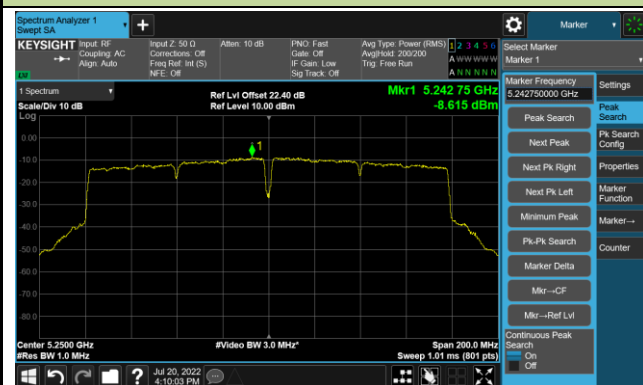 Spectrum Analyzer 1
Swept SA
+
Marker
KEYSIGHT
Input: RF
Coupling: AC
Align: Auto
Input Z: 50 Ω
Corrections: Off
Freq Ref: Int (S)
NFE: Off
Atten: 10 dB
PNO: Fast
Gate: Off
IF Gain: Low
Sig Track: Off
Avg Type: Power (RMS)
Avg|Hold: 200/200
Trig: Free Run
1 2 3 4 5 6
A W W W W W
A N N N N N
Select Marker
Marker 1
1 Spectrum
Scale/Div 10 dB
Log
Ref Lvl Offset 22.40 dB
Ref Level 10.00 dBm
Mkr1 5.242 75 GHz
-8.615 dBm
1
0.00
-10.0
-20.0
-30.0
-40.0
-50.0
-60.0
-70.0
-80.0
Center 5.2500 GHz
#Res BW 1.0 MHz
#Video BW 3.0 MHz*
Span 200.0 MHz
Sweep 1.01 ms (801 pts)
Marker Frequency
5.242750000 GHz
Peak Search
Next Peak
Next Pk Right
Next Pk Left
Minimum Peak
Pk-Pk Search
Marker Delta
Mkr→CF
Mkr→Ref Lvl
Continuous Peak
Search
On
Off
Settings
Peak
Search
Pk Search
Config
Properties
Marker
Function
Marker→
Counter
?
Jul 20, 2022
4:10:03 PM